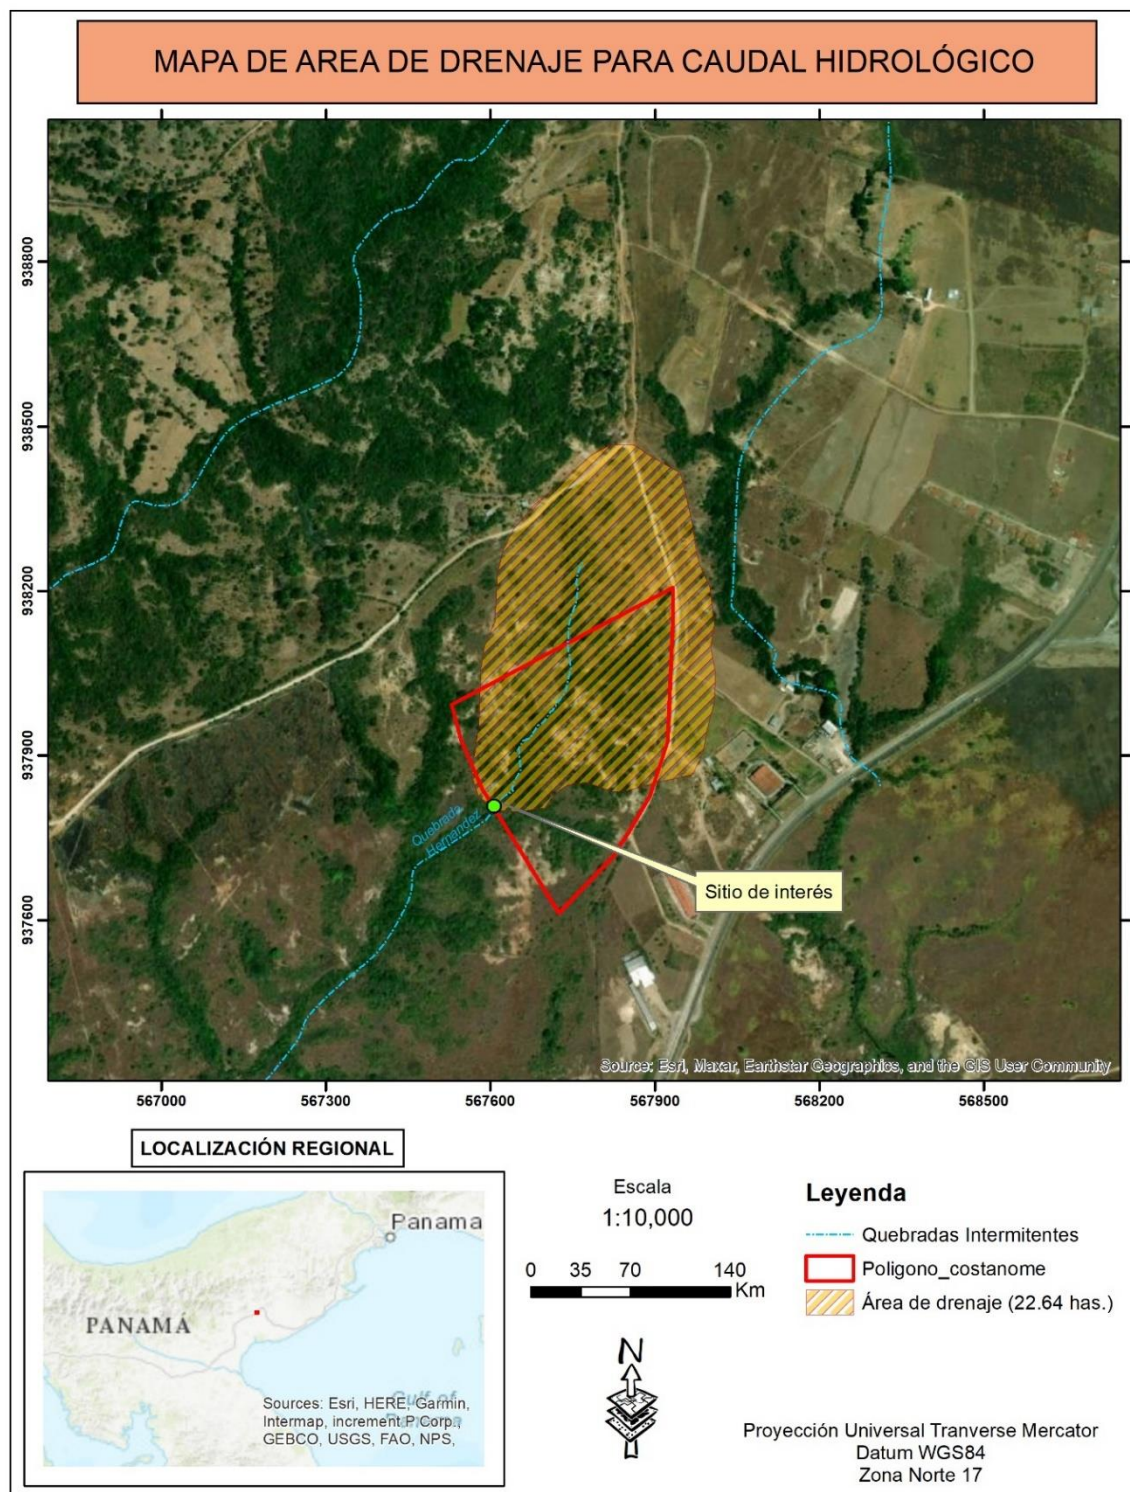 MAPA DE AREA DE DRENAJE PARA CAUDAL HIDROLÓGICO
938800
938500
938200
937900
937600
Quebrada
Hernandez
Sitio de interés
Source: Esri, Maxar, Earthstar Geographics, and the GIS User Community
567000 567300 567600 567900 568200 568500
LOCALIZACIÓN REGIONAL
Panama
PANAMÁ
Gulf of
Panama
Sources: Esri, HERE, Garmin,
Intermap, increment P Corp.,
GEBCO, USGS, FAO, NPS,
Escala
1:10,000
0 35 70 140
Km
N
Leyenda
Quebradas Intermitentes
Poligono_costanome
Área de drenaje (22.64 has.)
Proyección Universal Tranverse Mercator
Datum WGS84
Zona Norte 17